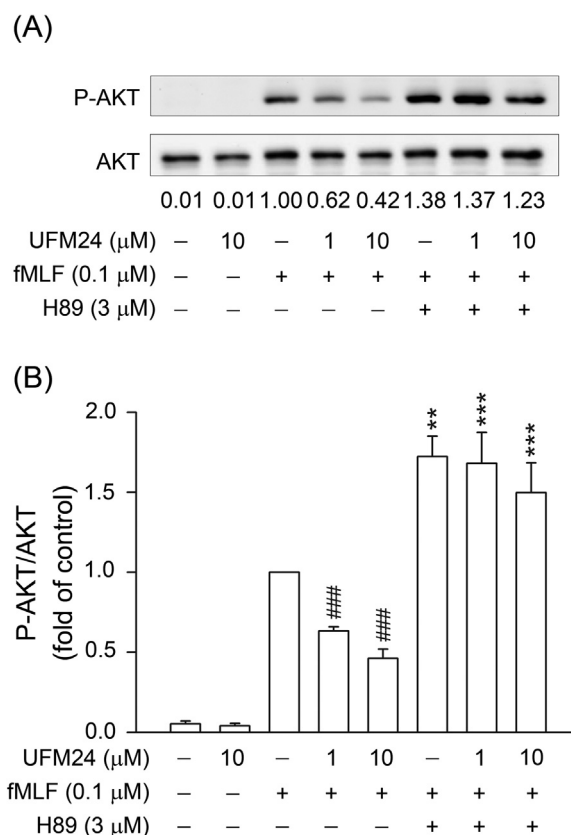 (A)
P-AKT
AKT
0.01 0.01 1.00 0.62 0.42 1.38 1.37 1.23
UFM24 (μM) – 10 – 1 10 – 1 10
fMLF (0.1 μM) – – + + + + + +
H89 (3 μM) – – – – – + + +
(B)
P-AKT/AKT
(fold of control)
2.0
1.5
1.0
0.5
0.0
### ### ** *** ***
UFM24 (μM) – 10 – 1 10 – 1 10
fMLF (0.1 μM) – – + + + + + +
H89 (3 μM) – – – – – + + +